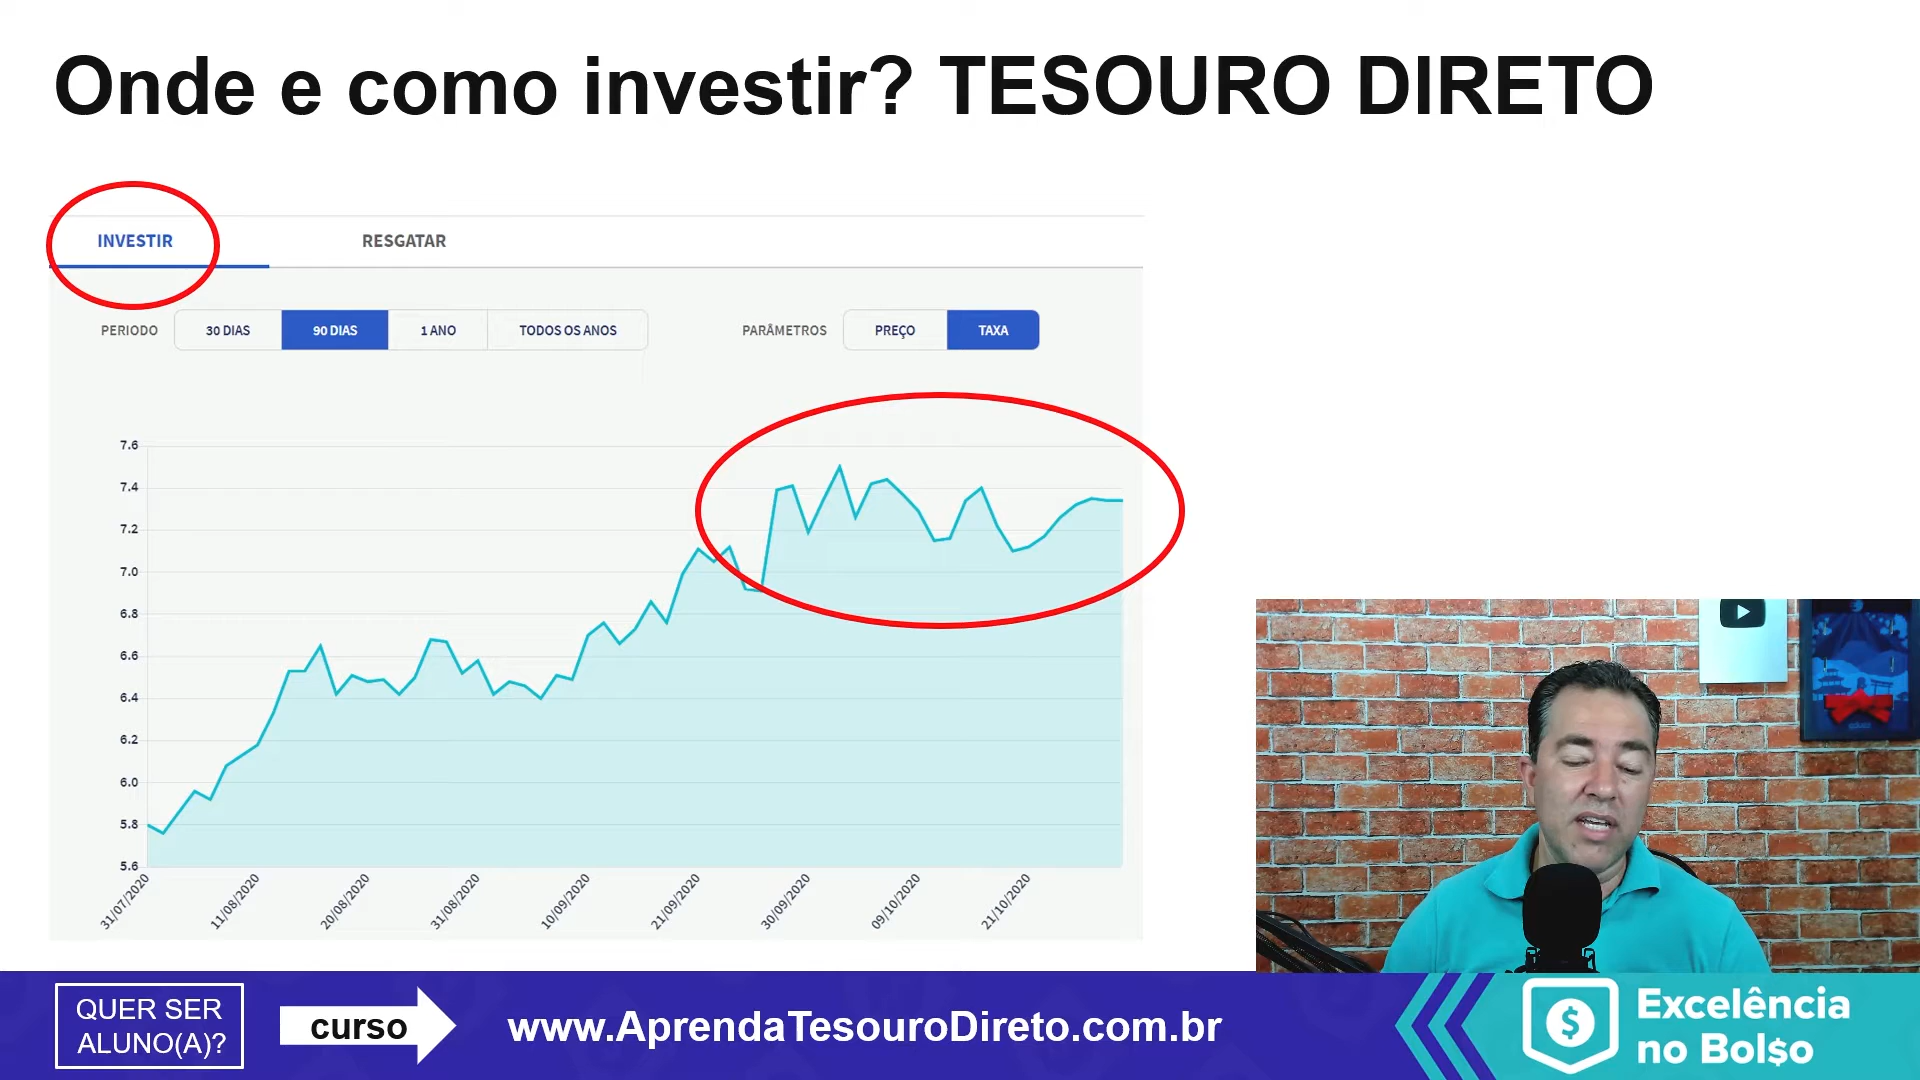 Onde e como investir? TESOURO DIRETO
INVESTIR RESGATAR
PERIODO 30 DIAS 90 DIAS 1 ANO TODOS OS ANOS PARÂMETROS PREÇO TAXA
7.6
7.4
7.2
7.0
6.8
6.6
6.4
6.2
6.0
5.8
5.6
31/07/2020 11/08/2020 20/08/2020 31/08/2020 10/09/2020 21/09/2020 30/09/2020 09/10/2020 21/10/2020
QUER SER
ALUNO(A)?
curso
www.AprendaTesouroDireto.com.br
$
Excelência
no Bol$o